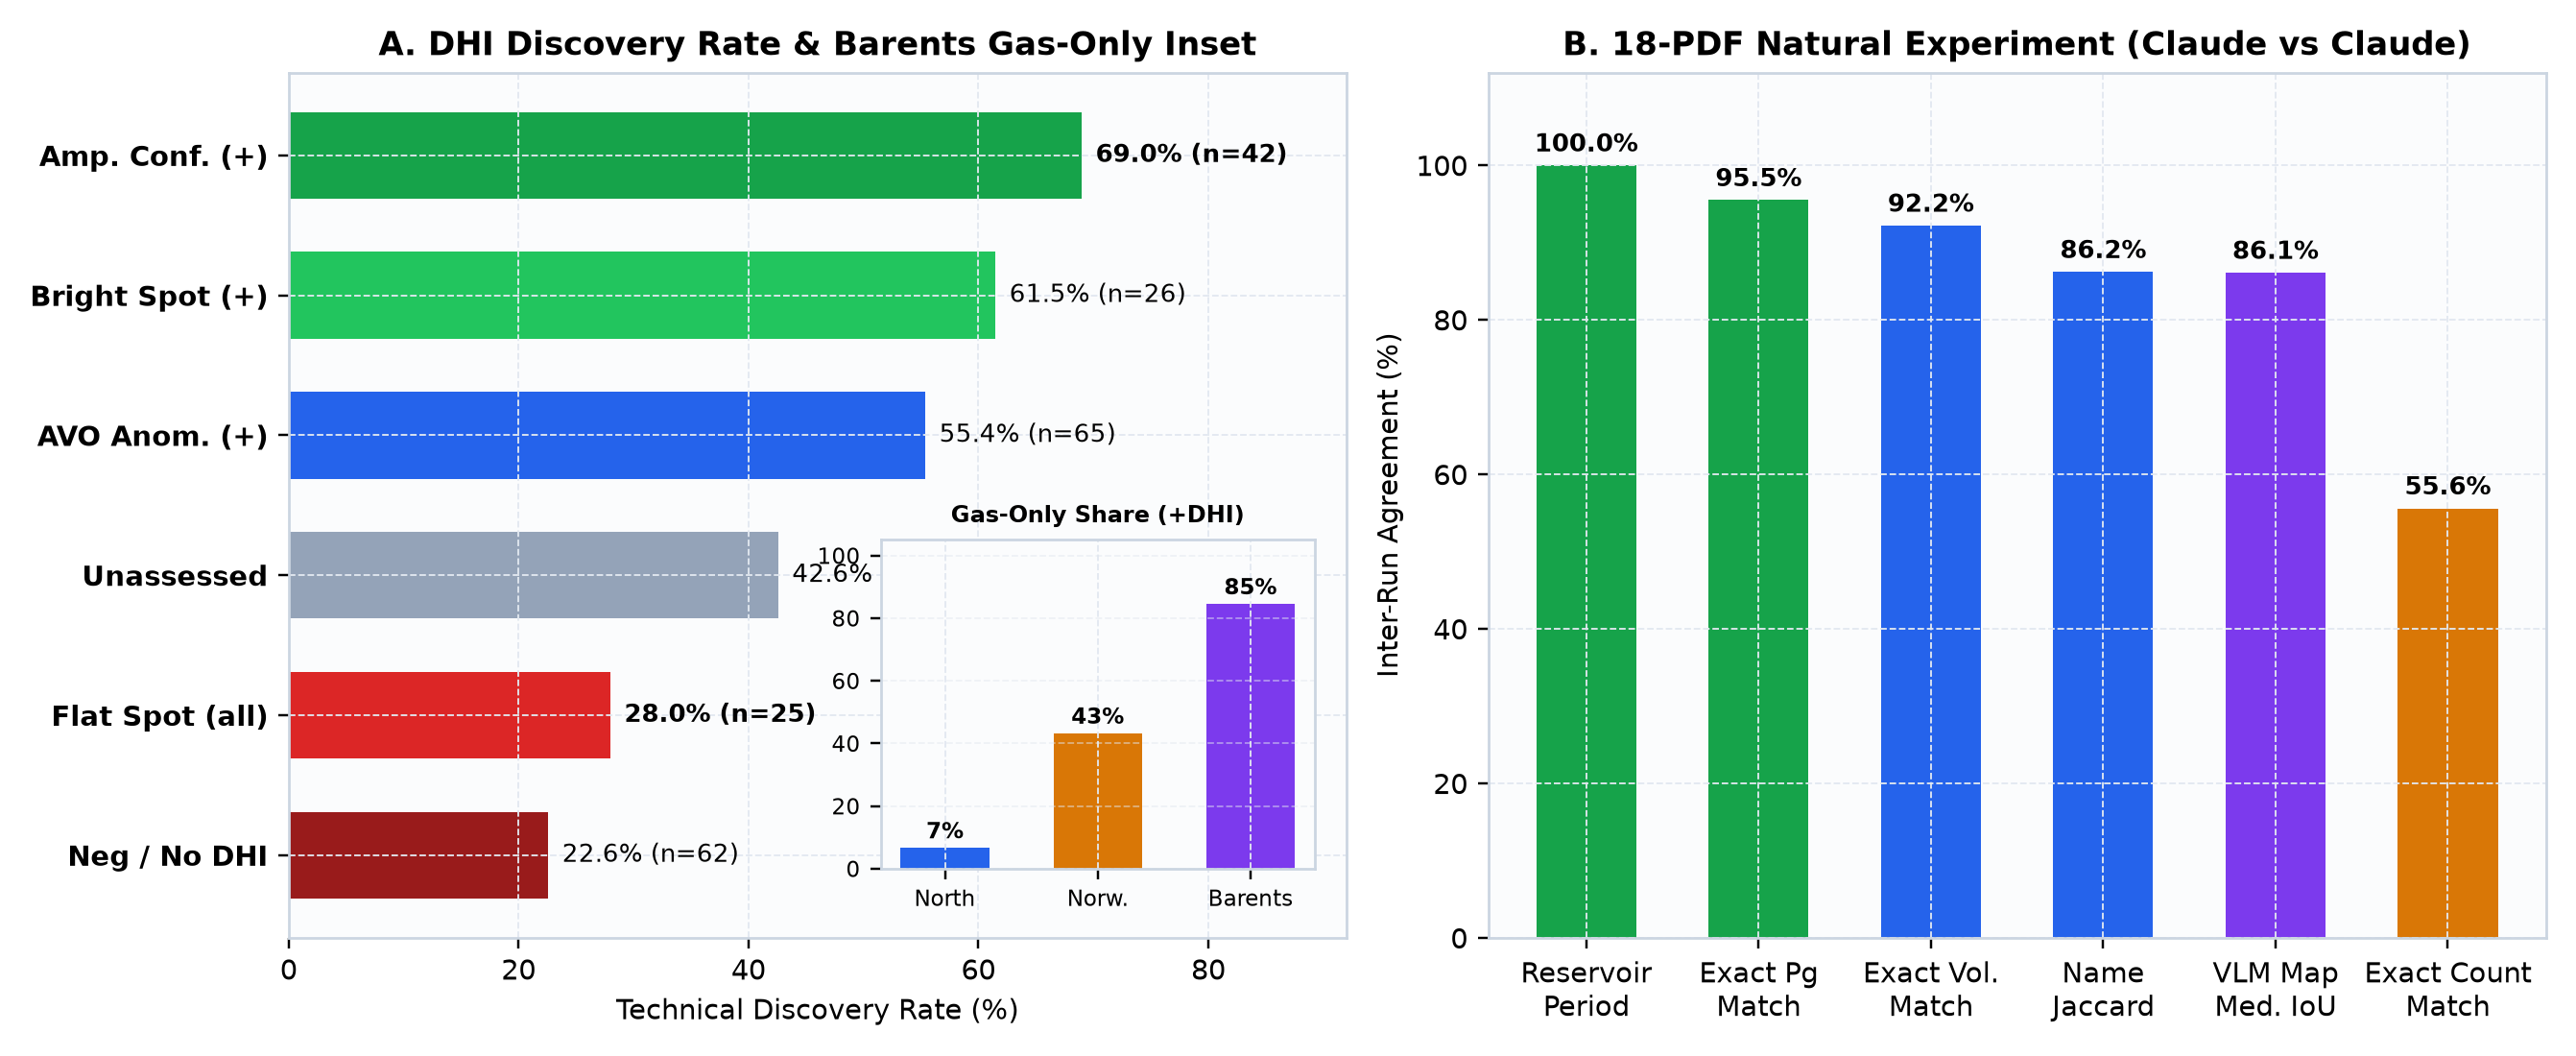 A. DHI Discovery Rate & Barents Gas-Only Inset
Amp. Conf. (+)
69.0% (n=42)
Bright Spot (+)
61.5% (n=26)
AVO Anom. (+)
55.4% (n=65)
Unassessed
42.6%
Flat Spot (all)
28.0% (n=25)
Neg / No DHI
22.6% (n=62)
0
20
40
60
80
Technical Discovery Rate (%)
Gas-Only Share (+DHI)
100
80
60
40
20
0
7%
43%
85%
North
Norw.
Barents
B. 18-PDF Natural Experiment (Claude vs Claude)
Inter-Run Agreement (%)
100
80
60
40
20
0
100.0%
95.5%
92.2%
86.2%
86.1%
55.6%
Reservoir
Period
Exact Pg
Match
Exact Vol.
Match
Name
Jaccard
VLM Map
Med. IoU
Exact Count
Match